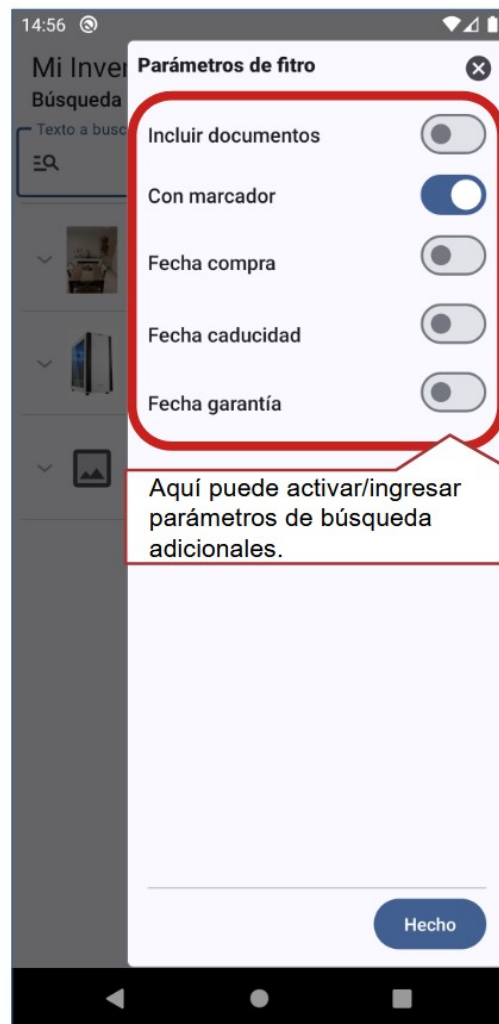 14:56
Mi Inver
Parámetros de fitro
Búsqueda
Texto a busc
Incluir documentos
Con marcador
Fecha compra
Fecha caducidad
Fecha garantía
Aquí puede activar/ingresar
parámetros de búsqueda
adicionales.
Hecho